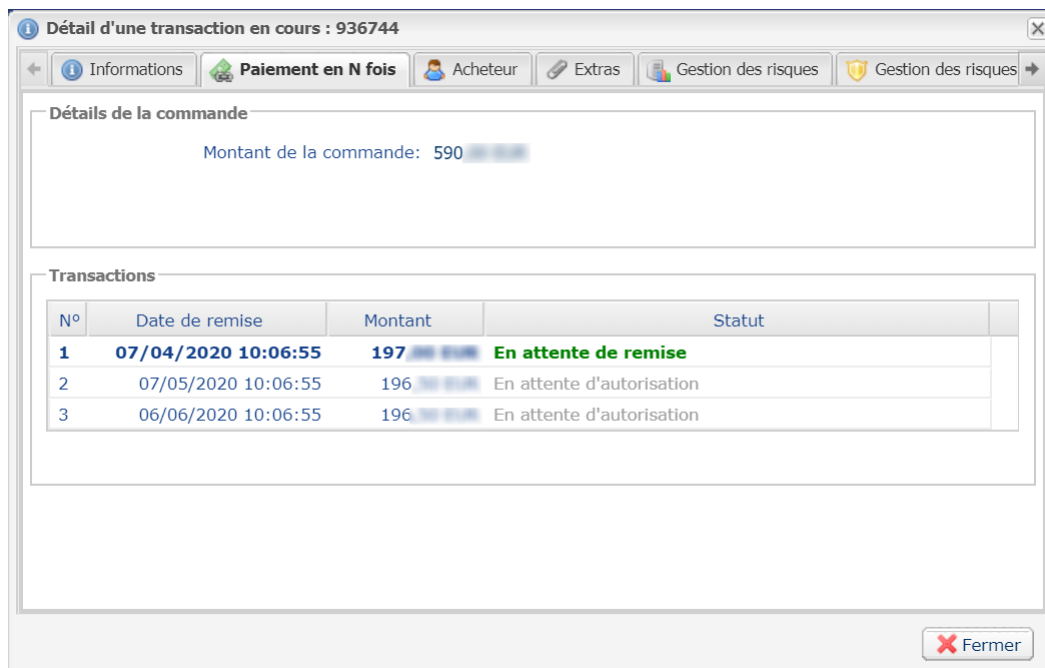 Détail d'une transaction en cours : 936744
Informations Paiement en N fois Acheteur Extras Gestion des risques Gestion des risques
Détails de la commande
Montant de la commande: 590
Transactions
Nº Date de remise Montant Statut
1 07/04/2020 10:06:55 197 En attente de remise
2 07/05/2020 10:06:55 196 En attente d'autorisation
3 06/06/2020 10:06:55 196 En attente d'autorisation
Fermer